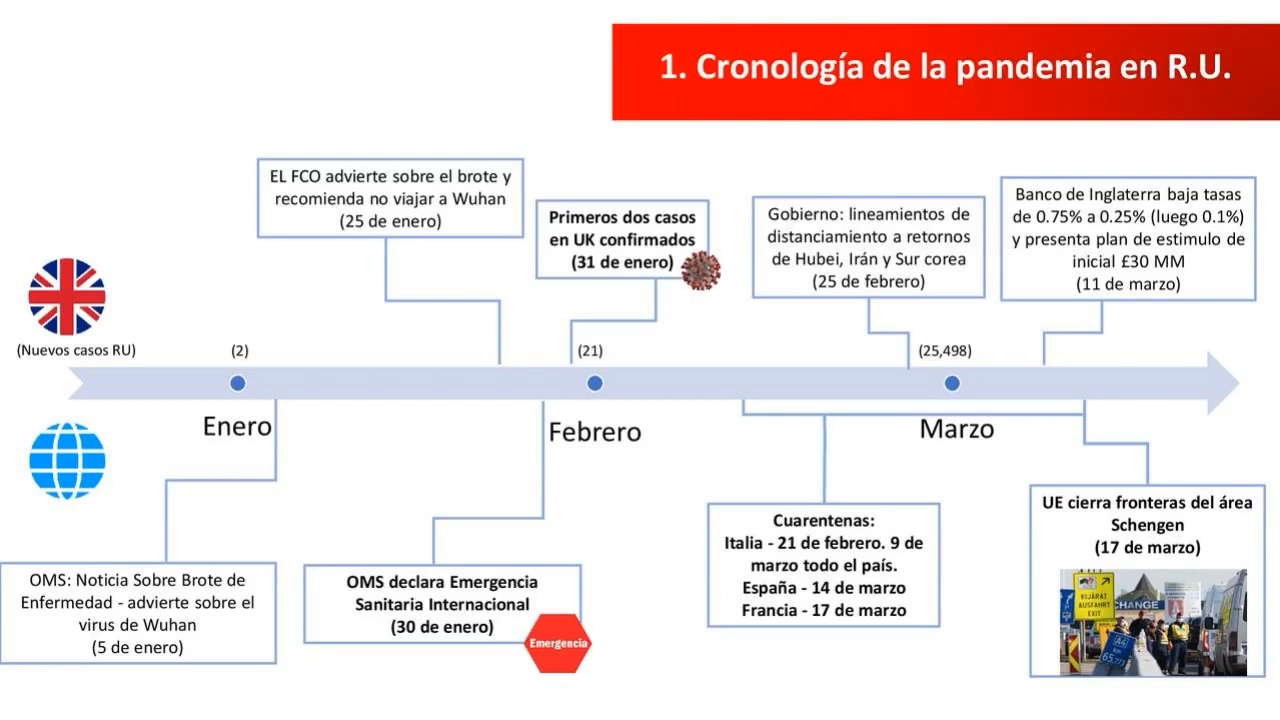 1. Cronología de la pandemia en R.U.
EL FCO advierte sobre el brote y
recomienda no viajar a Wuhan
(25 de enero)
Primeros dos casos
en UK confirmados
(31 de enero)
Gobierno: lineamientos de
distanciamiento a retornos
de Hubei, Irán y Sur corea
(25 de febrero)
Banco de Inglaterra baja tasas
de 0.75% a 0.25% (luego 0.1%)
y presenta plan de estimulo de
inicial £30 MM
(11 de marzo)
(Nuevos casos RU)
(2)
(21)
(25,498)
Enero
Febrero
Marzo
OMS: Noticia Sobre Brote de
Enfermedad - advierte sobre el
virus de Wuhan
(5 de enero)
OMS declara Emergencia
Sanitaria Internacional
(30 de enero)
Emergencia
Cuarentenas:
Italia - 21 de febrero. 9 de
marzo todo el país.
España - 14 de marzo
Francia - 17 de marzo
UE cierra fronteras del área
Schengen
(17 de marzo)
KIJÁRAT
AUSFAHRT
EXIT
CHANGE
A4
km
65,773